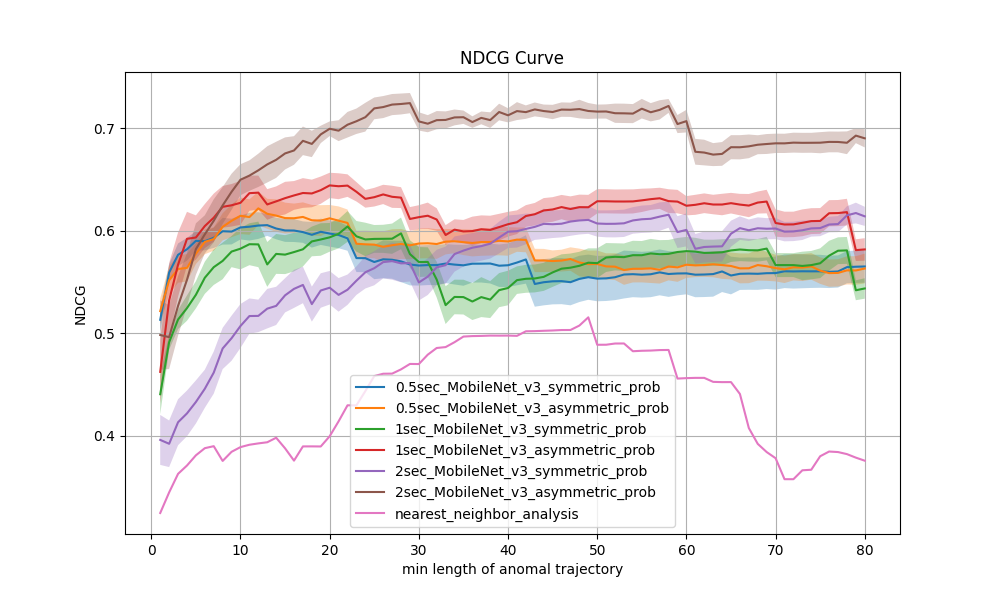 NDCG Curve
NDCG
0.7
0.6
0.5
0.4
0.5sec_MobileNet_v3_symmetric_prob
0.5sec_MobileNet_v3_asymmetric_prob
1sec_MobileNet_v3_symmetric_prob
1sec_MobileNet_v3_asymmetric_prob
2sec_MobileNet_v3_symmetric_prob
2sec_MobileNet_v3_asymmetric_prob
nearest_neighbor_analysis
0 10 20 30 40 50 60 70 80
min length of anomal trajectory